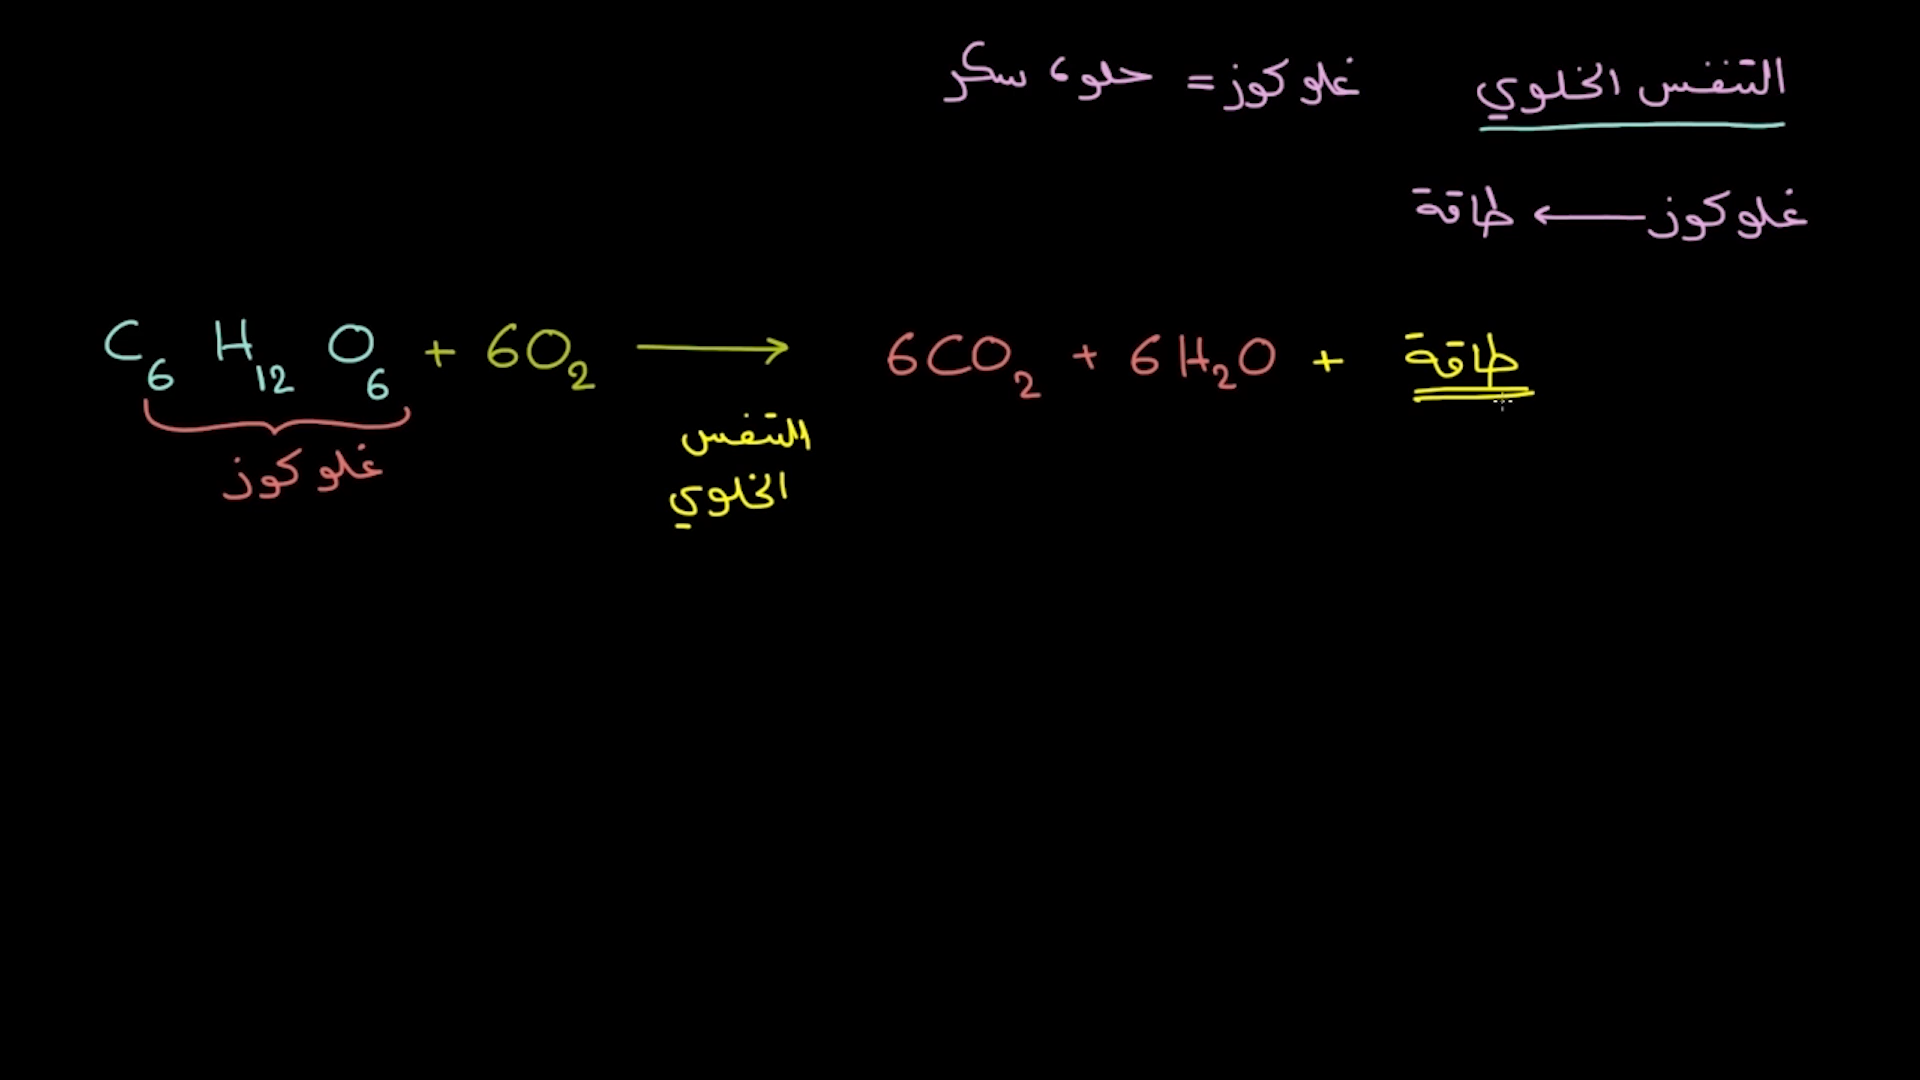 التنفس الخلوي غلوكوز = حلو، سكر
غلوكوز ← طاقة
C6 H12 O6 + 6O2 → 6CO2 + 6H2O + طاقة
غلوكوز
التنفس
الخلوي